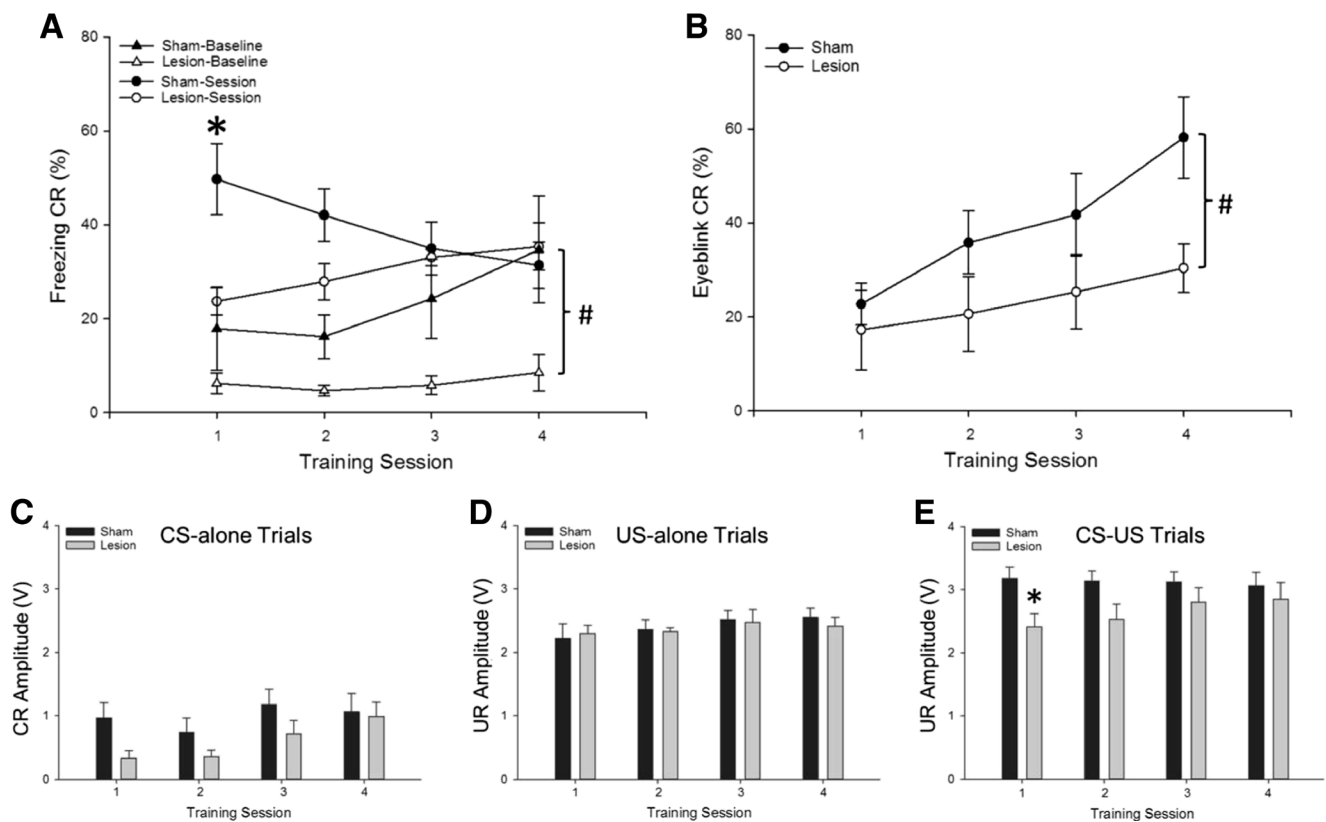 A
80
60
40
20
0
Freezing CR (%)
Sham-Baseline
Lesion-Baseline
Sham-Session
Lesion-Session
*
#
1 2 3 4
Training Session
B
80
60
40
20
0
Eyeblink CR (%)
Sham
Lesion
#
1 2 3 4
Training Session
C
CS-alone Trials
Sham
Lesion
4
3
2
1
0
CR Amplitude (V)
1 2 3 4
Training Session
D
US-alone Trials
Sham
Lesion
4
3
2
1
0
UR Amplitude (V)
1 2 3 4
Training Session
E
CS-US Trials
Sham
Lesion
*
4
3
2
1
0
UR Amplitude (V)
1 2 3 4
Training Session